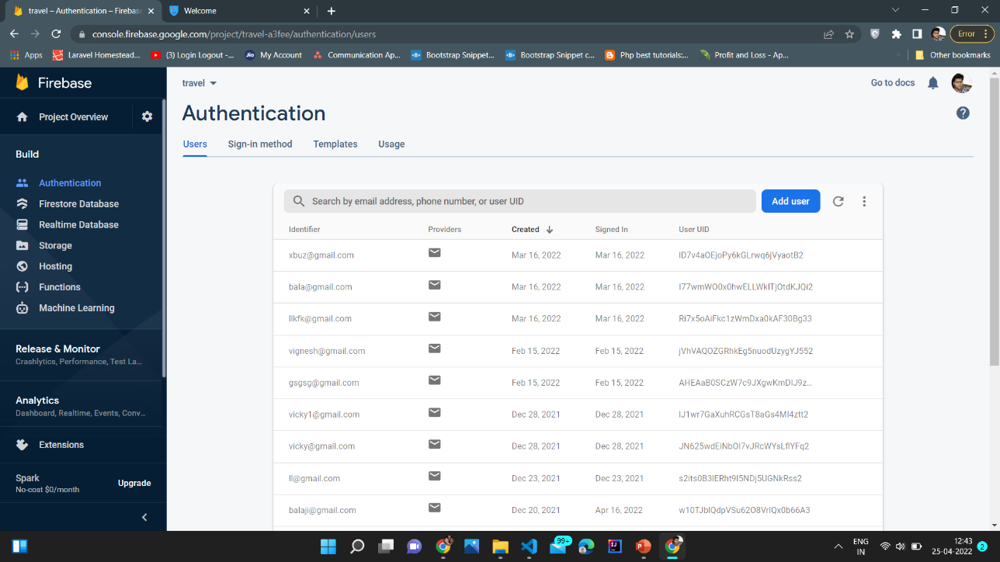 travel – Authentication – Firebase
Welcome
console.firebase.google.com/project/travel-a3fee/authentication/users
Error
Apps
Laravel Homestead...
(3) Login Logout -...
Jio
My Account
Communication Ap...
Bootstrap Snippet...
Bootstrap Snippet c...
Php best tutorials:...
Profit and Loss - Ap...
Other bookmarks
Firebase
travel
Go to docs
Project Overview
Authentication
Users
Sign-in method
Templates
Usage
Build
Authentication
Firestore Database
Realtime Database
Storage
Hosting
Functions
Machine Learning
Release & Monitor
Crashlytics, Performance, Test La...
Analytics
Dashboard, Realtime, Events, Conv...
Extensions
Spark
No-cost $0/month
Upgrade
Search by email address, phone number, or user UID
Add user
Identifier Providers Created Signed In User UID
xbuz@gmail.com Mar 16, 2022 Mar 16, 2022
bala@gmail.com Mar 16, 2022 Mar 16, 2022
llkfk@gmail.com Mar 16, 2022 Mar 16, 2022
vignesh@gmail.com Feb 15, 2022 Feb 15, 2022 jVhVAQOZGRhkEg5nuodUzygYJ552
gsgsg@gmail.com Feb 15, 2022 Feb 15, 2022
vicky1@gmail.com Dec 28, 2021 Dec 28, 2021
vicky@gmail.com Dec 28, 2021 Dec 28, 2021
ll@gmail.com Dec 23, 2021 Dec 23, 2021
balaji@gmail.com Dec 20, 2021 Apr 16, 2022
99+
ENG
IN
12:43
25-04-2022
2